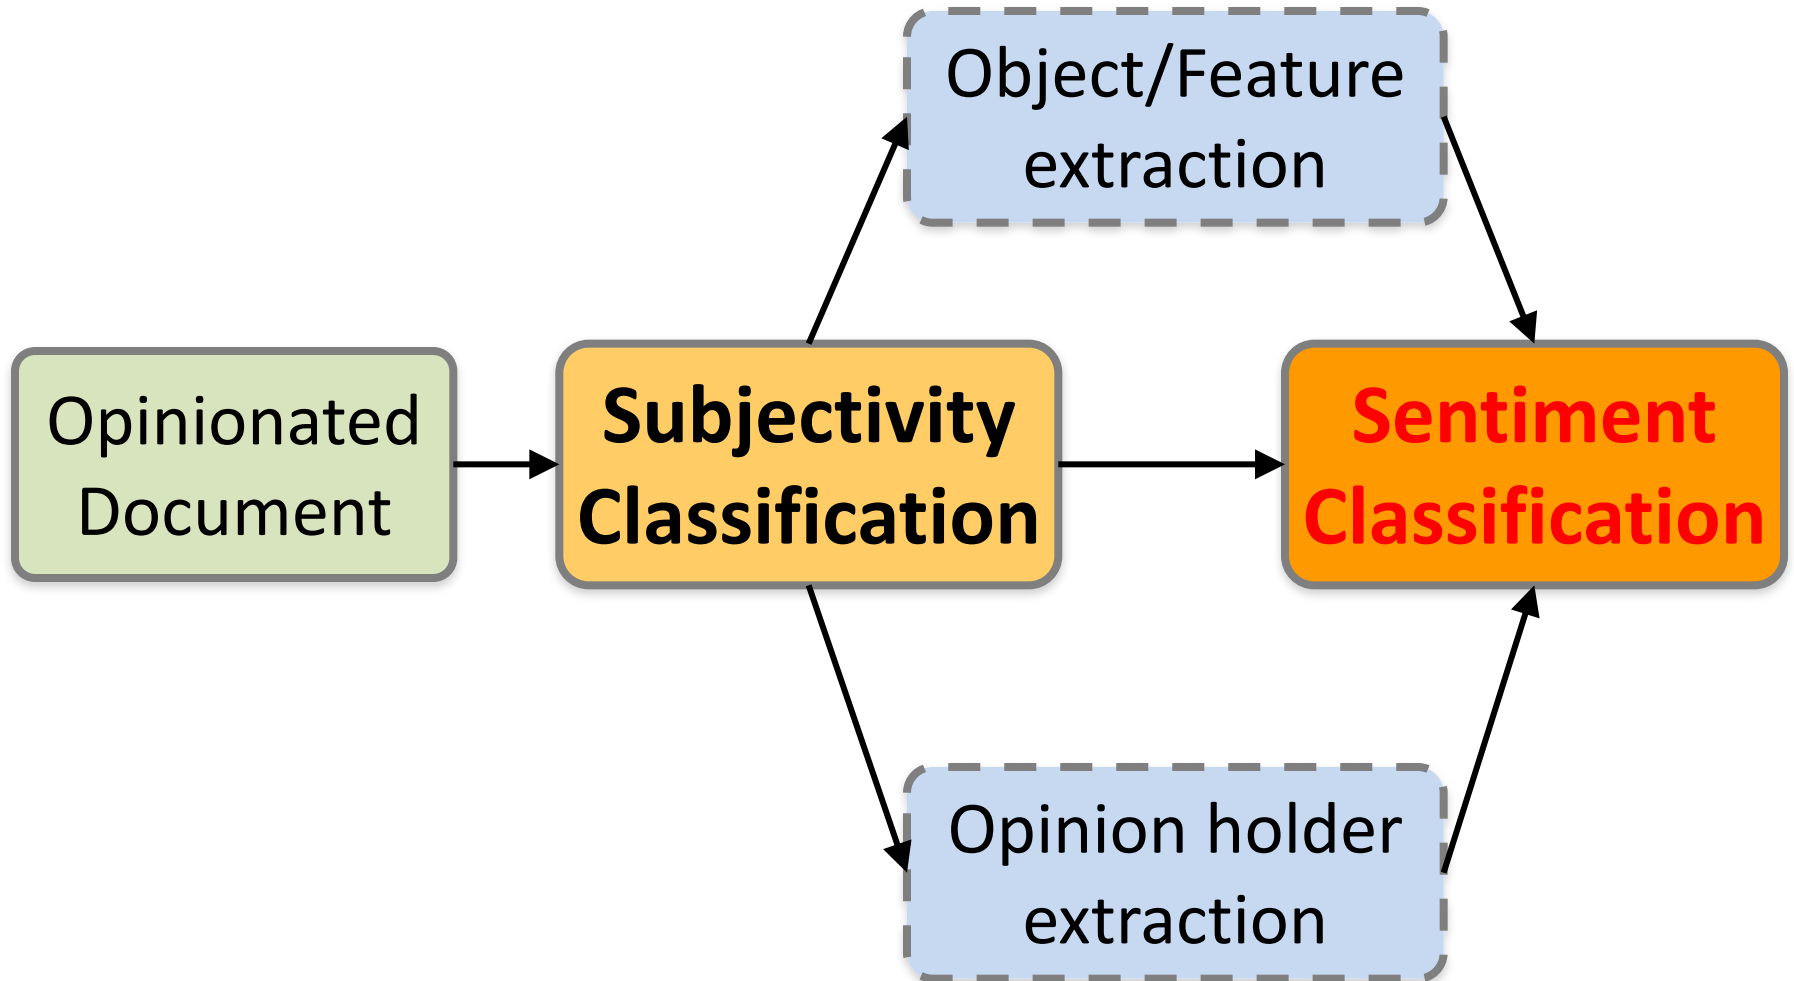 Object/Feature
extraction
Opinionated
Document
Subjectivity
Classification
Sentiment
Classification
Opinion holder
extraction